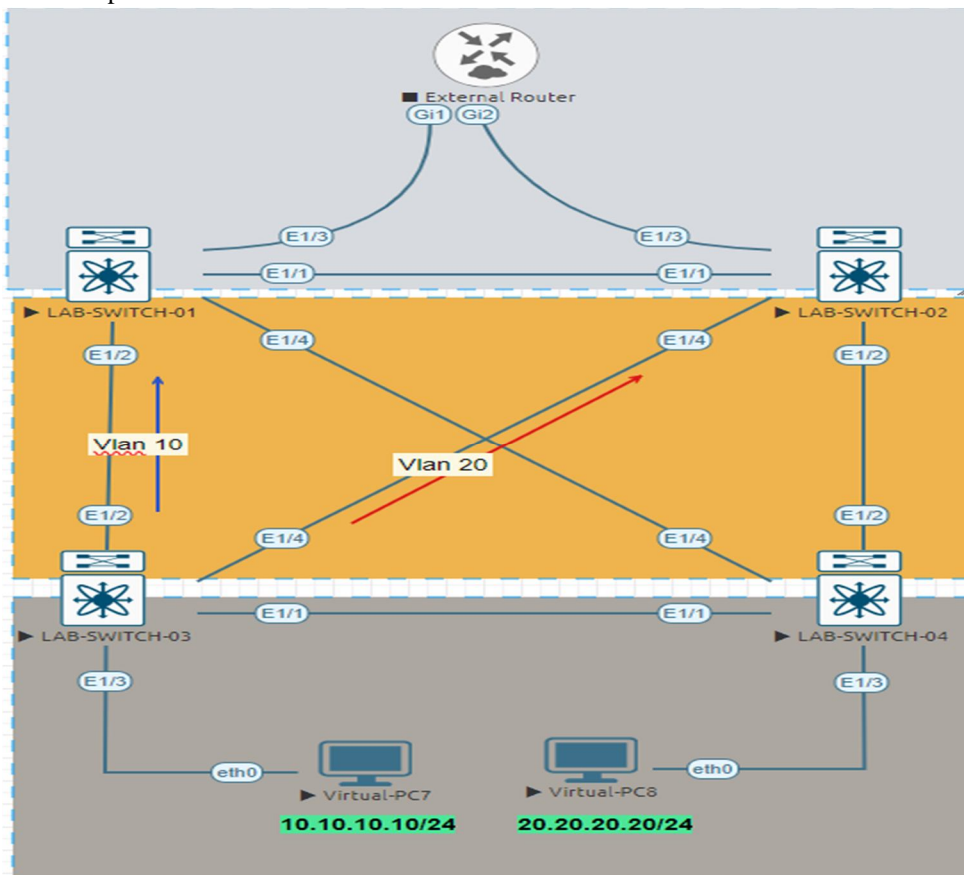 External Router
Gi1 Gi2
E1/3 E1/3
E1/1 E1/1
LAB-SWITCH-01 LAB-SWITCH-02
E1/4 E1/4
E1/2 E1/2
Vlan 10
Vlan 20
E1/2 E1/2
E1/4 E1/4
E1/1 E1/1
LAB-SWITCH-03 LAB-SWITCH-04
E1/3 E1/3
eth0 eth0
Virtual-PC7 Virtual-PC8
10.10.10.10/24 20.20.20.20/24